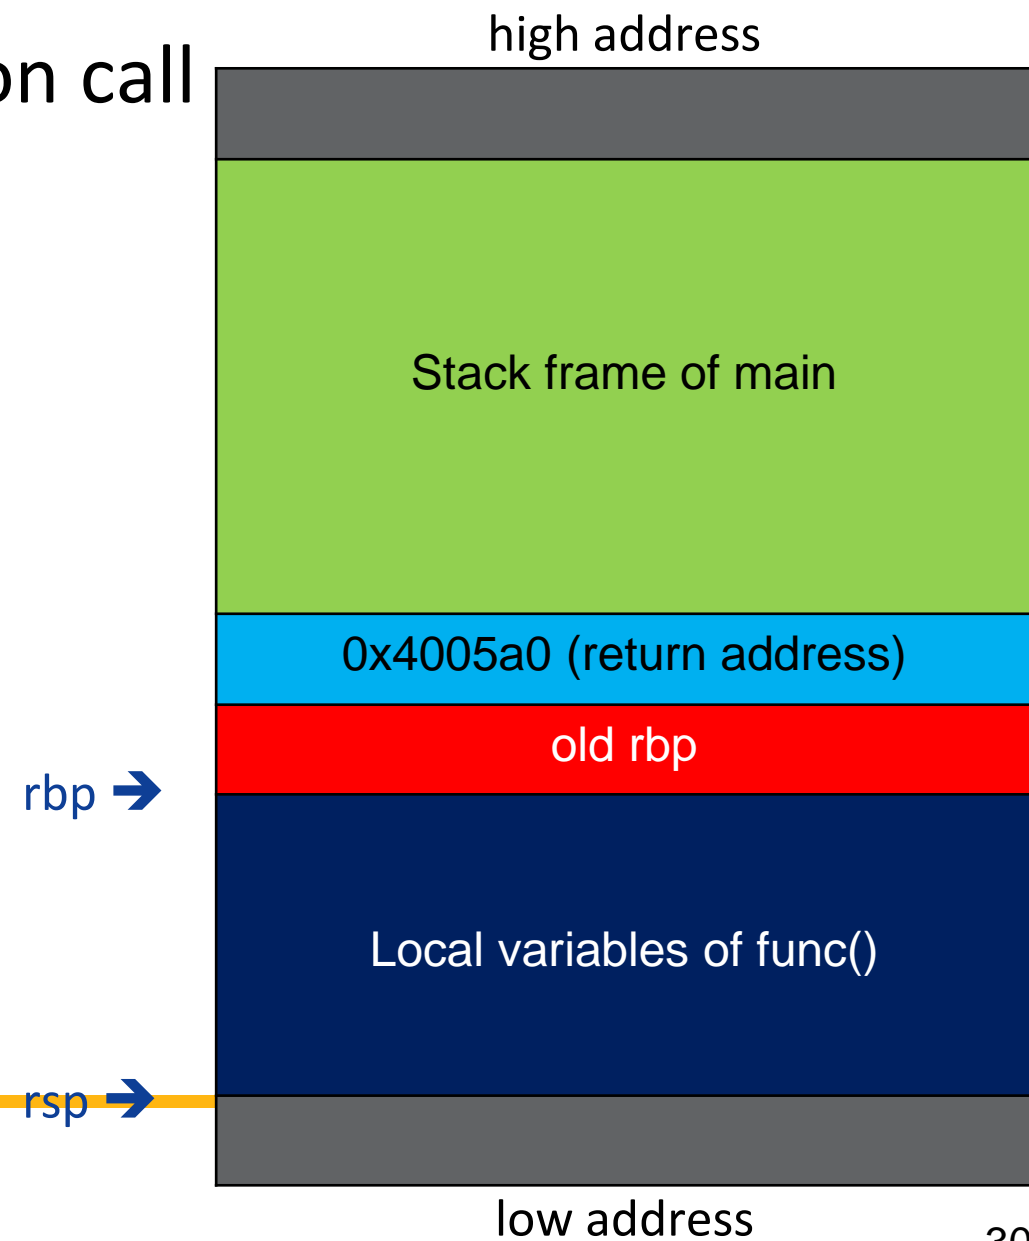 on call
high address
Stack frame of main
0x4005a0 (return address)
old rbp
rbp ➔
Local variables of func()
rsp ➔
low address
30